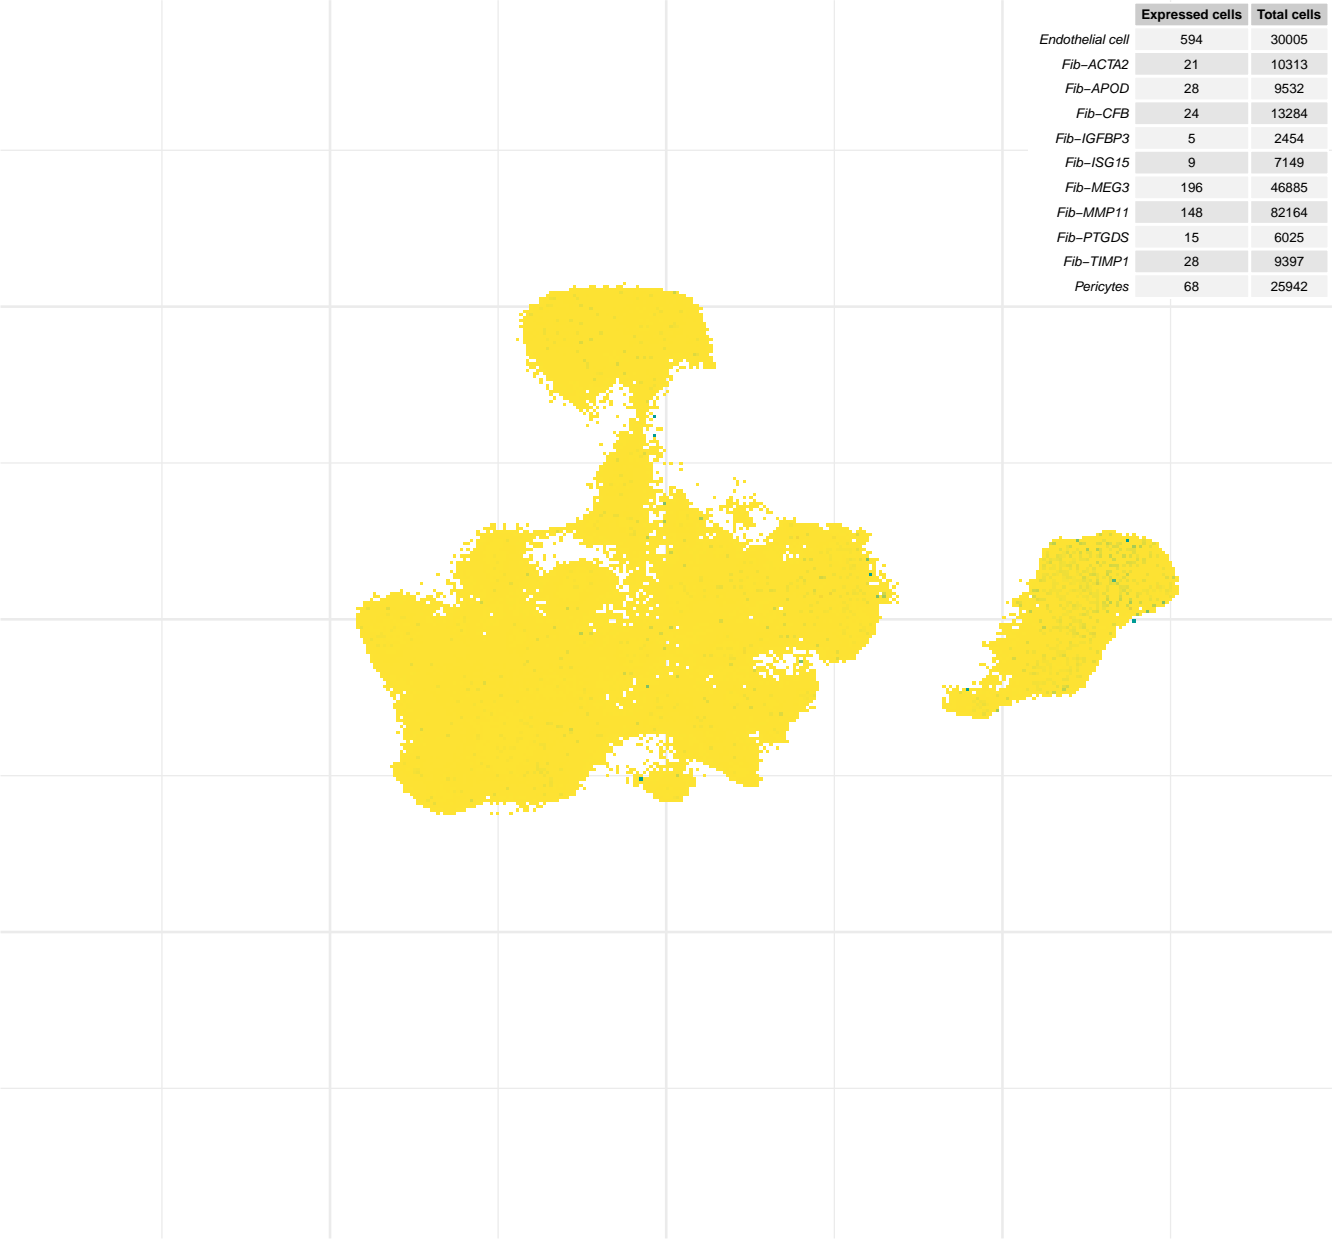 Expressed cells Total cells
Endothelial cell 594 30005
Fib−ACTA2 21 10313
Fib−APOD 28 9532
Fib−CFB 24 13284
Fib−IGFBP3 5 2454
Fib−ISG15 9 7149
Fib−MEG3 196 46885
Fib−MMP11 148 82164
Fib−PTGDS 15 6025
Fib−TIMP1 28 9397
Pericytes 68 25942